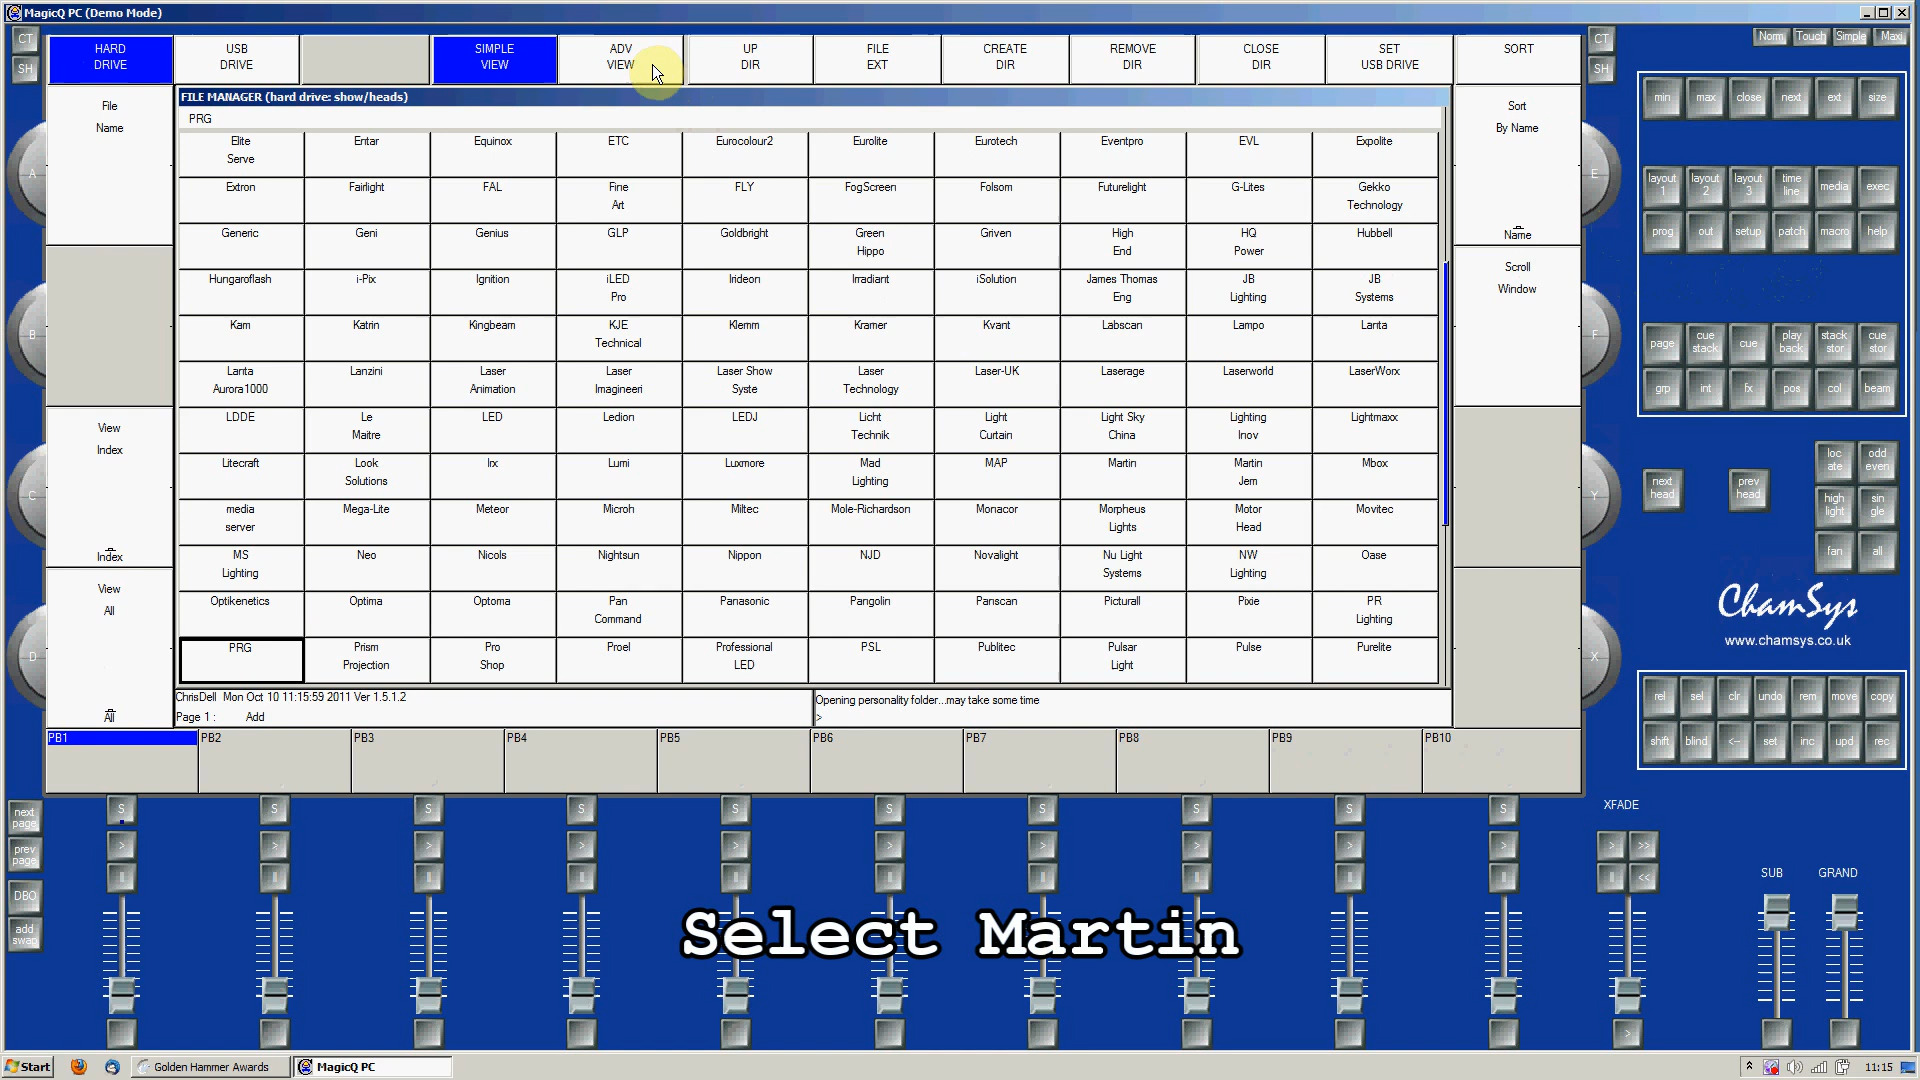 MagicQ PC (Demo Mode)
CT
SH
HARD DRIVE
USB DRIVE
SIMPLE VIEW
ADV VIEW
UP DIR
FILE EXT
CREATE DIR
REMOVE DIR
CLOSE DIR
SET USB DRIVE
SORT
CT
SH
Norm Touch Simple Maxi
FILE MANAGER (hard drive: show/heads)
PRG
File Name
View Index
Index
View All
All
A
B
C
D
Elite Serve
Entar
Equinox
ETC
Eurocolour2
Eurolite
Eurotech
Eventpro
EVL
Expolite
Extron
Fairlight
FAL
Fine Art
FLY
FogScreen
Folsom
Futurelight
G-Lites
Gekko Technology
Generic
Geni
Genius
GLP
Goldbright
Green Hippo
Griven
High End
HQ Power
Hubbell
Hungaroflash
i-Pix
Ignition
iLED Pro
Irideon
Irradiant
iSolution
James Thomas Eng
JB Lighting
JB Systems
Kam
Katrin
Kingbeam
KJE Technical
Klemm
Kramer
Kvant
Labscan
Lampo
Lanta
Lanta Aurora1000
Lanzini
Laser Animation
Laser Imagineeri
Laser Show Syste
Laser Technology
Laser-UK
Laserage
Laserworld
LaserWorx
LDDE
Le Maitre
LED
Ledion
LEDJ
Licht Technik
Light Curtain
Light Sky China
Lighting Inov
Lightmaxx
Litecraft
Look Solutions
lrx
Lumi
Luxmore
Mad Lighting
MAP
Martin
Martin Jem
Mbox
media server
Mega-Lite
Meteor
Microh
Miltec
Mole-Richardson
Monacor
Morpheus Lights
Motor Head
Movitec
MS Lighting
Neo
Nicols
Nightsun
Nippon
NJD
Novalight
Nu Light Systems
NW Lighting
Oase
Optikenetics
Optima
Optoma
Pan Command
Panasonic
Pangolin
Panscan
Picturall
Pixie
PR Lighting
PRG
Prism Projection
Pro Shop
Proel
Professional LED
PSL
Publitec
Pulsar Light
Pulse
Purelite
Sort By Name
Name
Scroll Window
E
F
Y
X
min max close next ext size
layout 1 layout 2 layout 3 time line media exec
prog out setup patch macro help
page cue stack cue play back stack stor cue stor
grp int fx pos col beam
next head prev head loc ate odd even
high light sin gle
fan all
ChamSys
www.chamsys.co.uk
rel sel clr undo rem move copy
shift blind <-- set inc upd rec
ChrisDell Mon Oct 10 11:15:59 2011 Ver 1.5.1.2
Page 1 : Add
Opening personality folder...may take some time
>
PB1 PB2 PB3 PB4 PB5 PB6 PB7 PB8 PB9 PB10
next page
prev page
DBO
add swap
S S S S S S S S S S
> > > > > > > > > >
|| || || || || || || || || ||
XFADE
> >>
|| <<
>
SUB GRAND
Select Martin
Start
Golden Hammer Awards
MagicQ PC
11:15